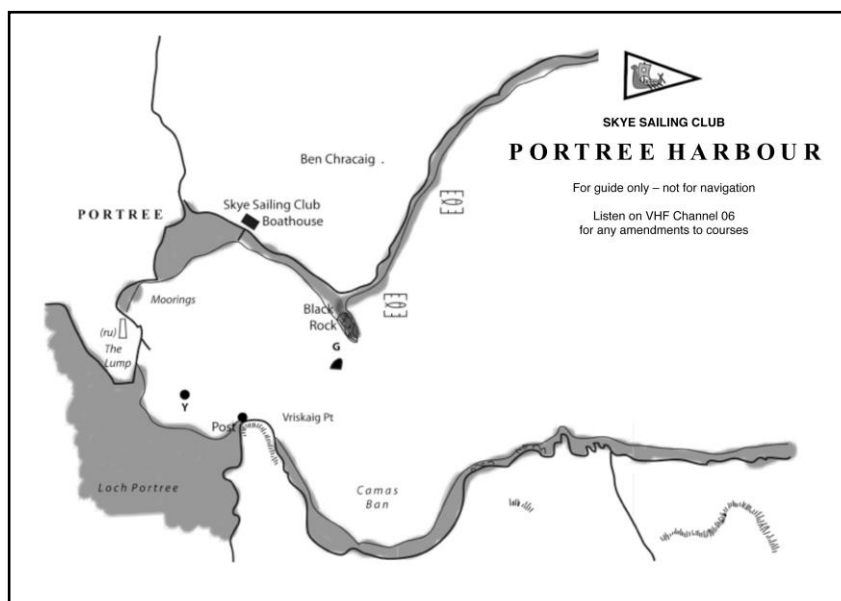 SKYE SAILING CLUB
PORTREE HARBOUR
For guide only – not for navigation
Listen on VHF Channel 06
for any amendments to courses
Ben Chracaig .
Skye Sailing Club
Boathouse
PORTREE
Moorings
Black
Rock
(ru)
The
Lump
G
Y
Post
Vriskaig Pt
Loch Portree
Camas
Ban